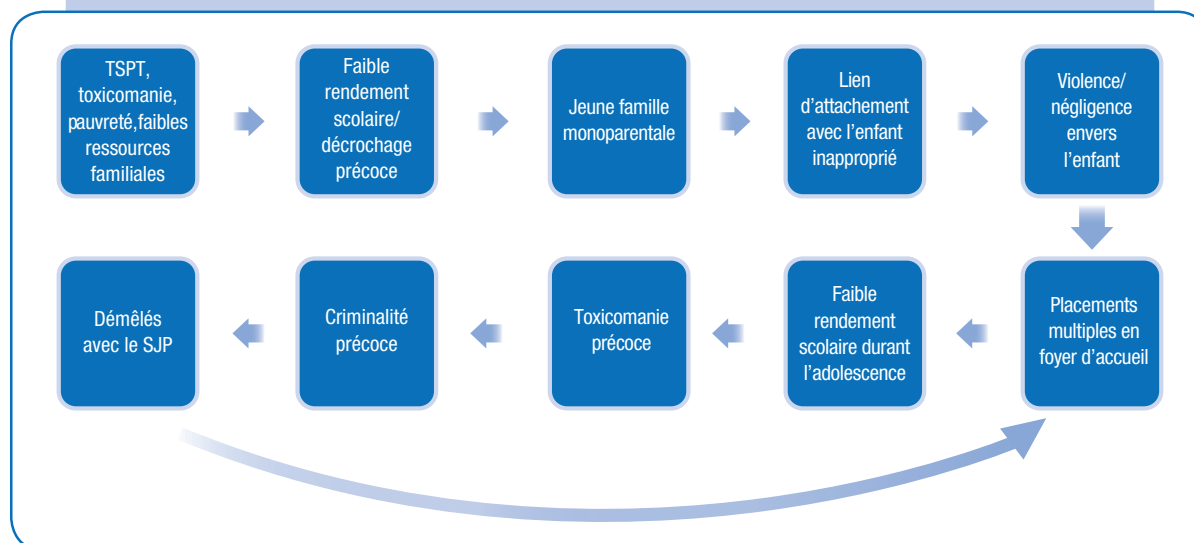 TSPT,
toxicomanie,
pauvreté,faibles
ressources
familiales
Faible
rendement
scolaire/
décrochage
précoce
Jeune famille
monoparentale
Lien
d’attachement
avec l’enfant
inapproprié
Violence/
négligence
envers
l’enfant
Placements
multiples en
foyer d’accueil
Faible
rendement
scolaire durant
l’adolescence
Toxicomanie
précoce
Criminalité
précoce
Démêlés
avec le SJP